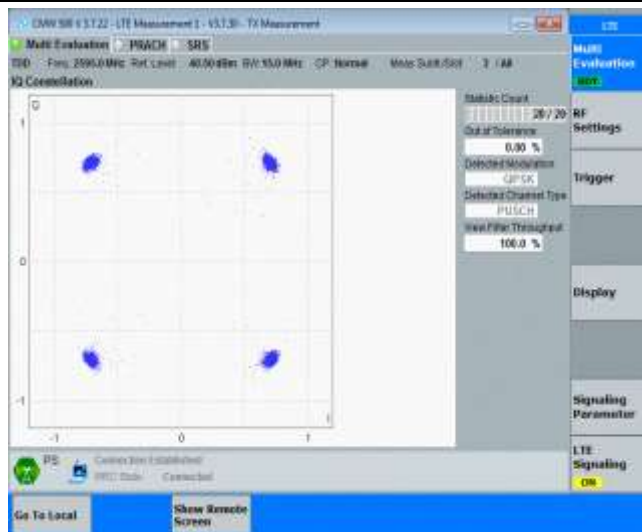 CMW 500 V 3.7.22 - LTE Measurement 1 - V3.7.30 - TX Measurement
LTE
Multi Evaluation PRACH SRS
TDD Freq.: 2595.0 MHz Ref. Level: 40.00 dBm BW: 15.0 MHz CP: Normal Meas Subfr./Slot 2 / All
IQ Constellation
Q
1
0
-1
-1 0 1
I
Statistic Count
20 / 20
Out of Tolerance
0.00 %
Detected Modulation
QPSK
Detected Channel Type
PUSCH
View Filter Throughput
100.0 %
Multi
Evaluation
RDY
RF
Settings
Trigger
Display
Signaling
Parameter
LTE
Signaling
ON
PS
Connection Established
RRC State Connected
Go To Local
Show Remote
Screen